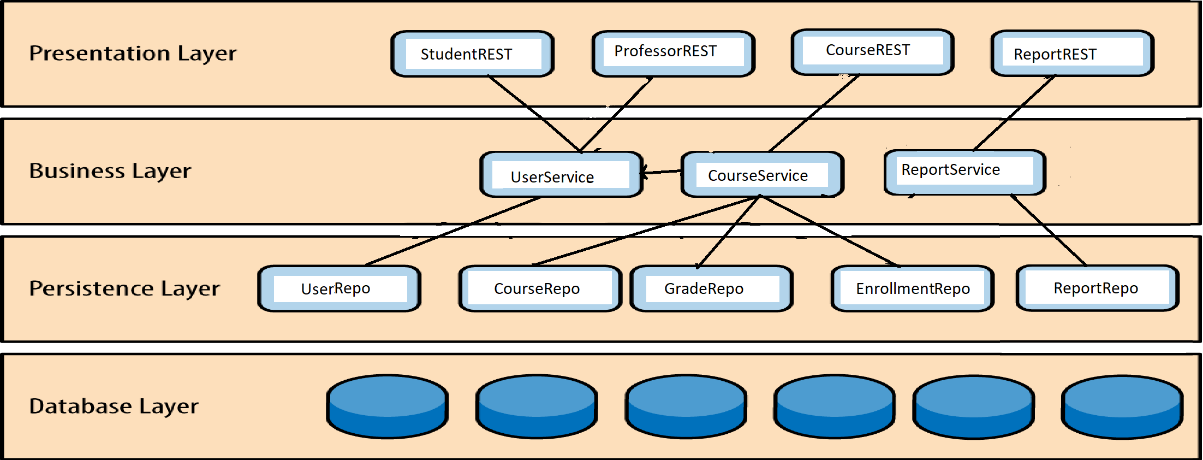 Presentation Layer
StudentREST
ProfessorREST
CourseREST
ReportREST
Business Layer
UserService
CourseService
ReportService
Persistence Layer
UserRepo
CourseRepo
GradeRepo
EnrollmentRepo
ReportRepo
Database Layer